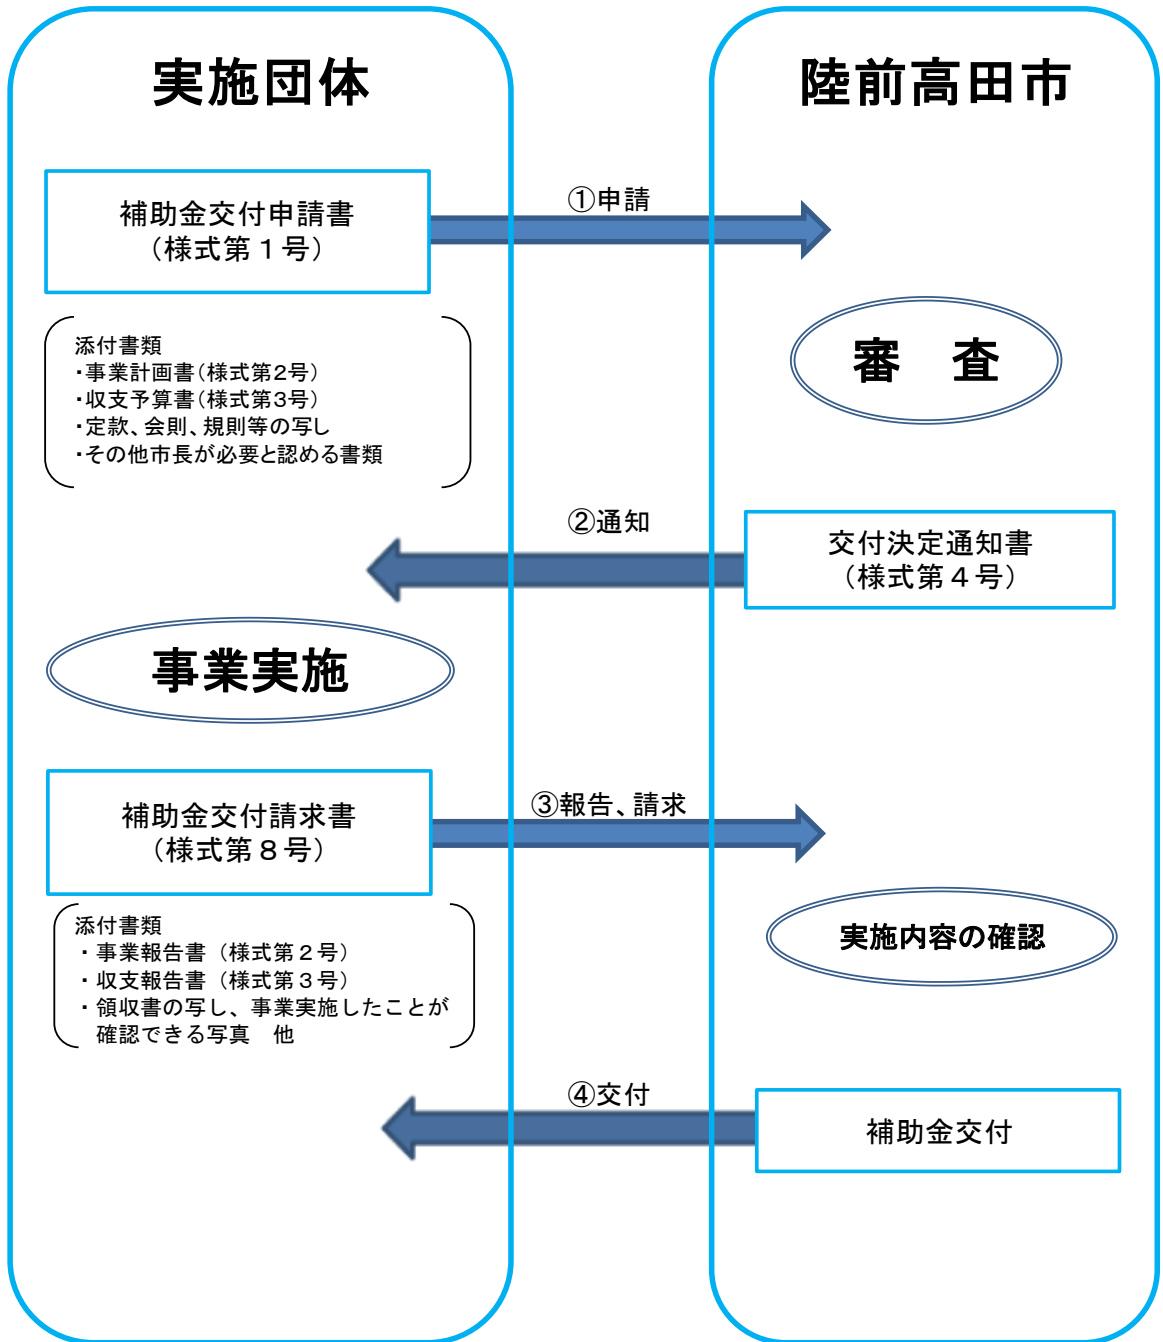 実施団体
陸前高田市
補助金交付申請書
（様式第１号）
①申請
添付書類
・事業計画書（様式第2号）
・収支予算書（様式第3号）
・定款、会則、規則等の写し
・その他市長が必要と認める書類
審　査
②通知
交付決定通知書
（様式第４号）
事業実施
補助金交付請求書
（様式第８号）
③報告、請求
添付書類
・事業報告書（様式第２号）
・収支報告書（様式第３号）
・領収書の写し、事業実施したことが
確認できる写真　他
実施内容の確認
④交付
補助金交付